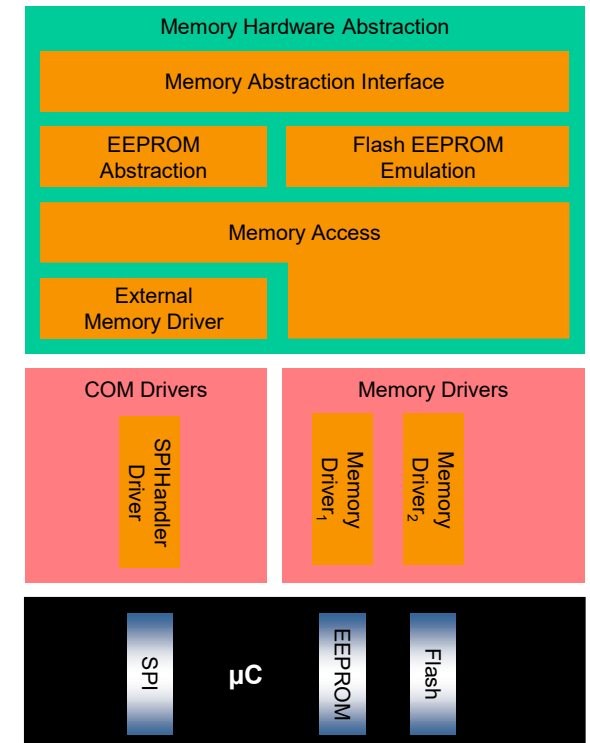 Memory Hardware Abstraction
Memory Abstraction Interface
EEPROM
Abstraction
Flash EEPROM
Emulation
Memory Access
External
Memory Driver
COM Drivers
SPIHandler
Driver
Memory Drivers
Memory
Driver₁
Memory
Driver₂
SPI
µC
EEPROM
Flash